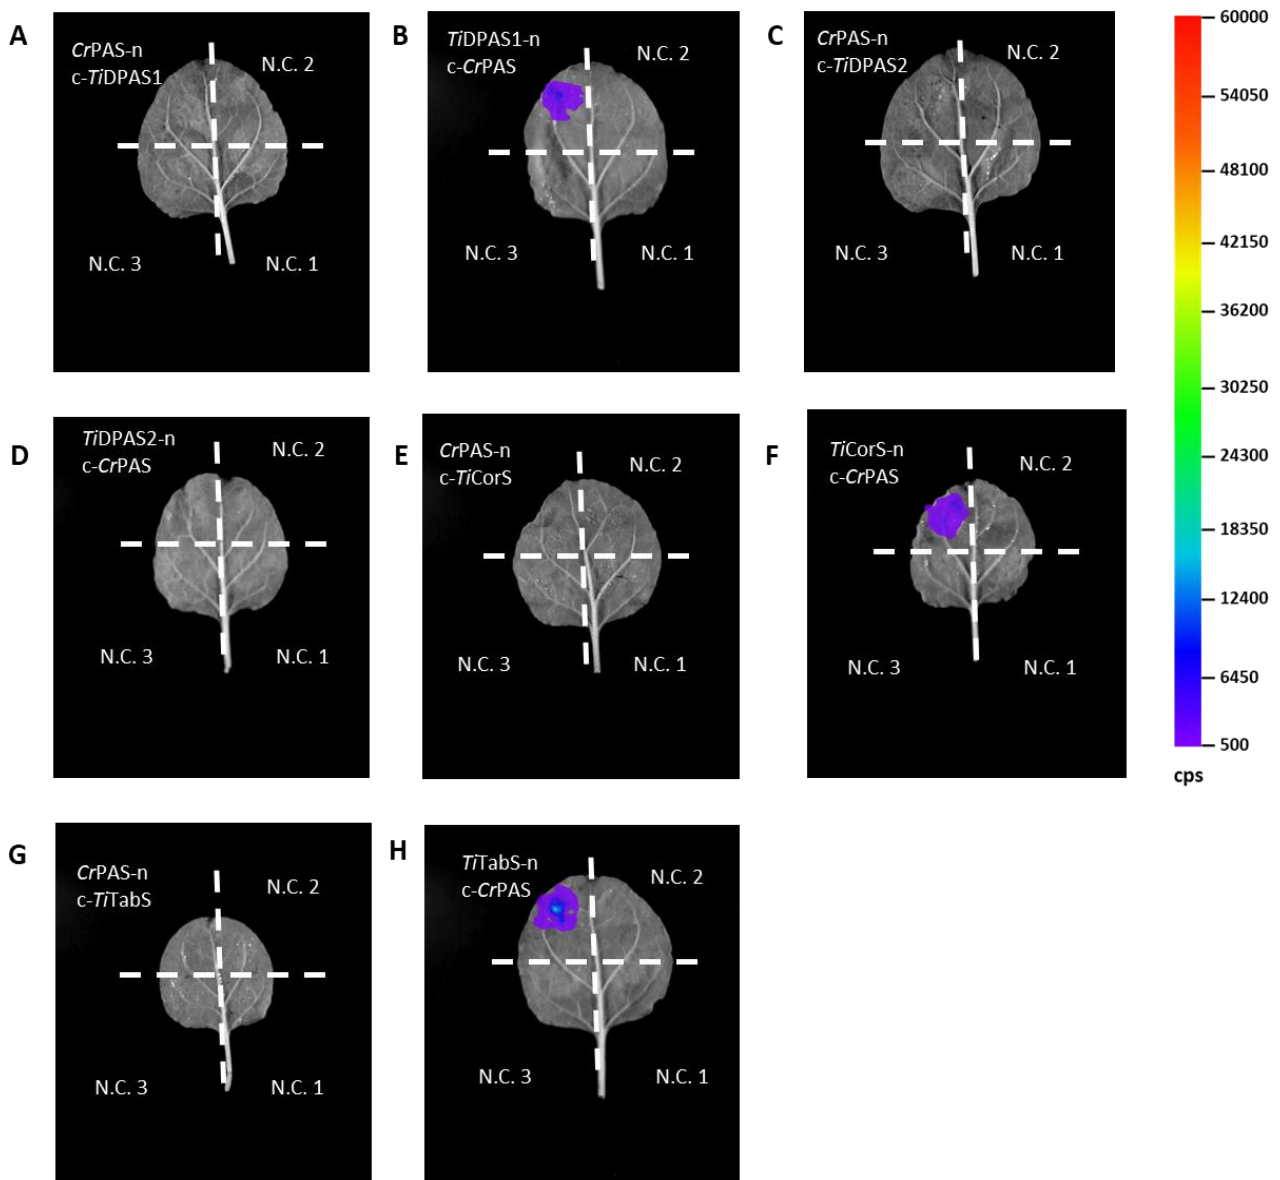 A
CrPAS-n
c-TiDPAS1
N.C. 2
N.C. 3
N.C. 1
B
TiDPAS1-n
c-CrPAS
N.C. 2
N.C. 3
N.C. 1
C
CrPAS-n
c-TiDPAS2
N.C. 2
N.C. 3
N.C. 1
D
TiDPAS2-n
c-CrPAS
N.C. 2
N.C. 3
N.C. 1
E
CrPAS-n
c-TiCorS
N.C. 2
N.C. 3
N.C. 1
F
TiCorS-n
c-CrPAS
N.C. 2
N.C. 3
N.C. 1
G
CrPAS-n
c-TiTabS
N.C. 2
N.C. 3
N.C. 1
H
TiTabS-n
c-CrPAS
N.C. 2
N.C. 3
N.C. 1
60000
54050
48100
42150
36200
30250
24300
18350
12400
6450
500
cps